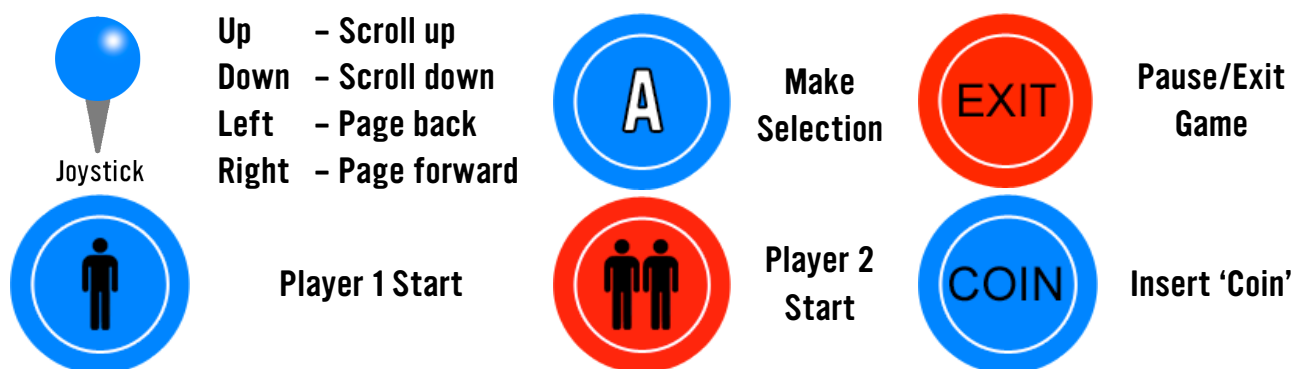 Up – Scroll up
Down – Scroll down
Left – Page back
Right – Page forward
Joystick
A
Make
Selection
EXIT
Pause/Exit
Game
Player 1 Start
Player 2
Start
COIN
Insert ‘Coin’